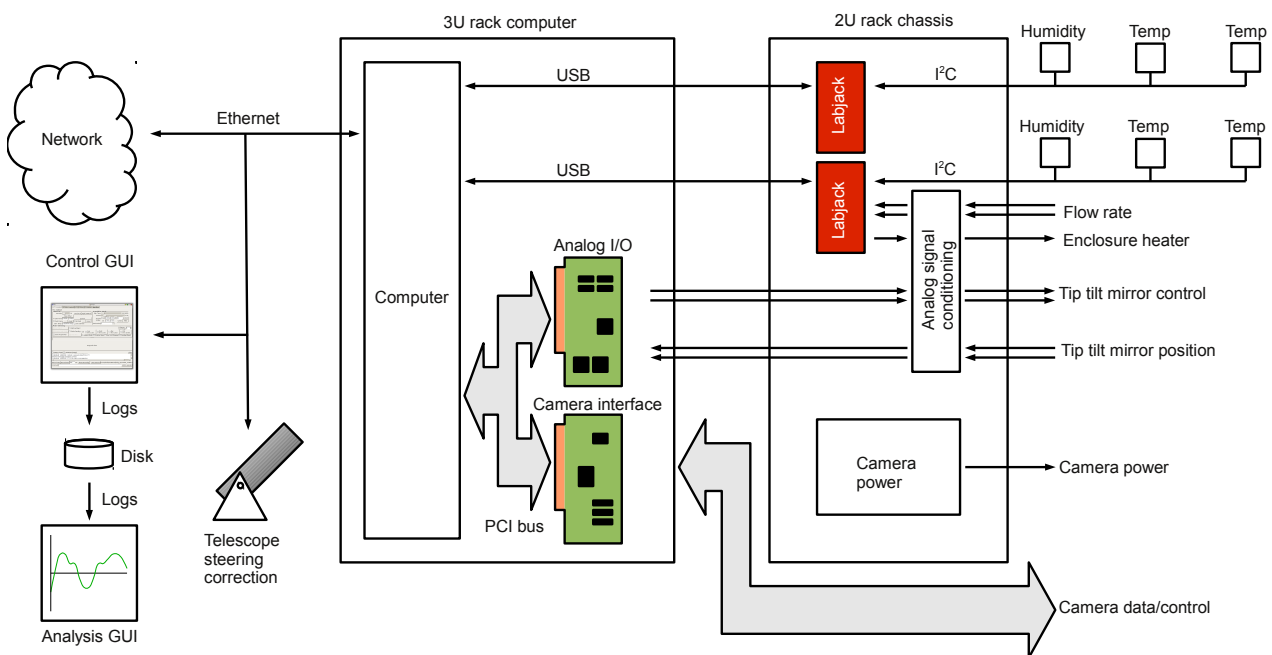 3U rack computer
2U rack chassis
Humidity
Temp
Temp
USB
I²C
Labjack
Network
Ethernet
Humidity
Temp
Temp
USB
I²C
Labjack
Flow rate
Enclosure heater
Control GUI
Analog I/O
Computer
Analog signal
conditioning
Tip tilt mirror control
Tip tilt mirror position
Logs
Camera interface
Disk
Camera
power
Camera power
Logs
PCI bus
Telescope
steering
correction
Camera data/control
Analysis GUI